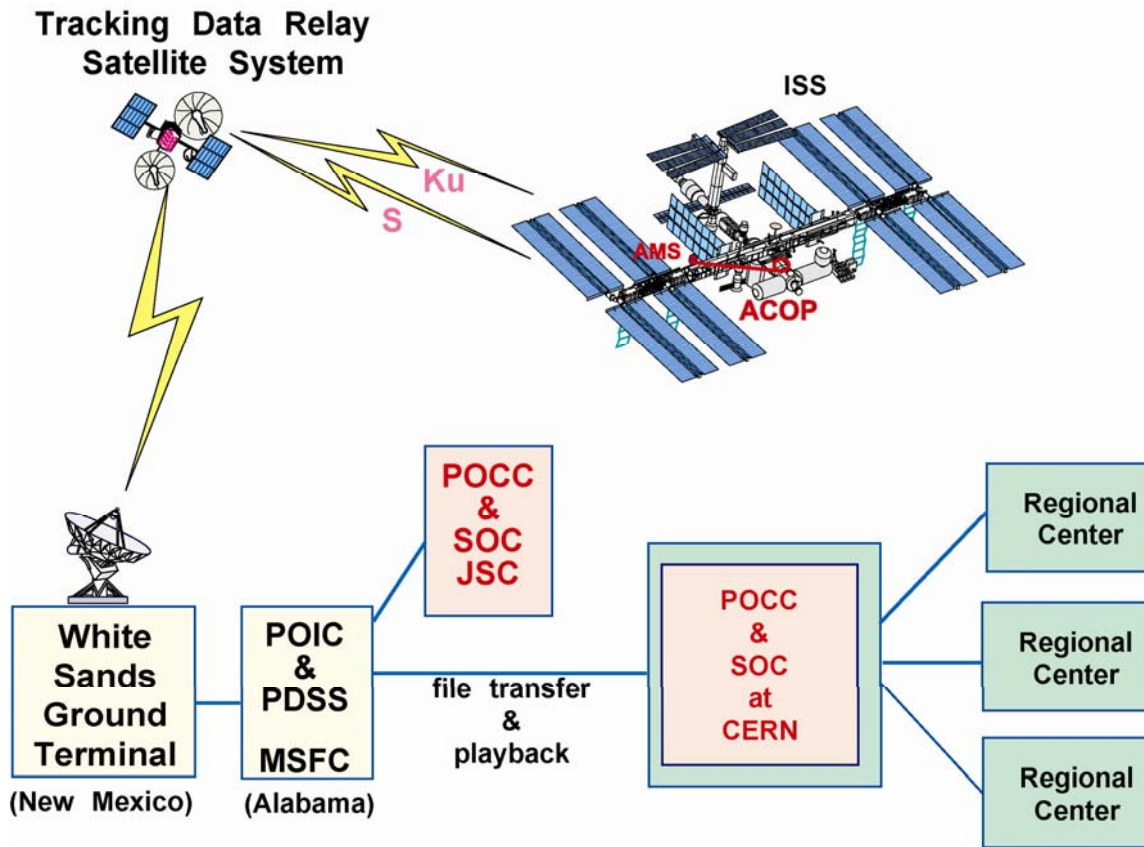 Tracking Data Relay
Satellite System
ISS
Ku
S
AMS
ACOP
POCC
&
SOC
JSC
White
Sands
Ground
Terminal
(New Mexico)
POIC
&
PDSS
MSFC
(Alabama)
file transfer
&
playback
POCC
&
SOC
at
CERN
Regional
Center
Regional
Center
Regional
Center